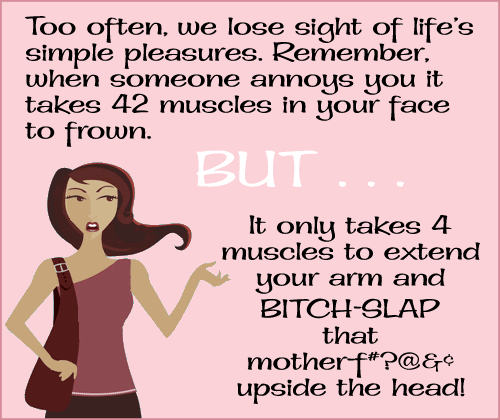 Too often, we lose sight of life's
simple pleasures. Remember,
when someone annoys you it
takes 42 muscles in your face
to frown.
BUT . . .
It only takes 4
muscles to extend
your arm and
BITCH-SLAP
that
mother-f#?@&¢
upside the head!